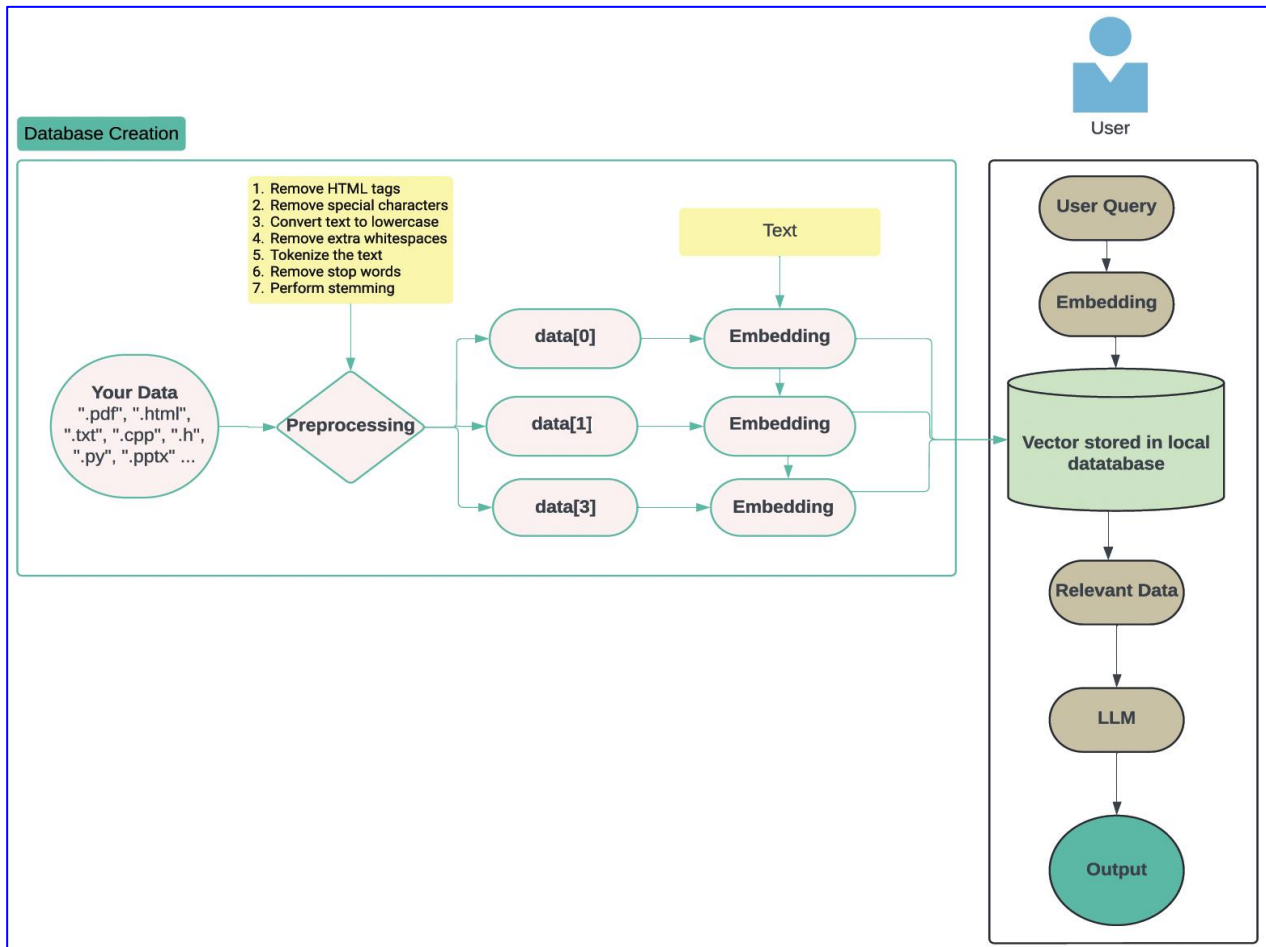 User
Database Creation
1. Remove HTML tags
2. Remove special characters
3. Convert text to lowercase
4. Remove extra whitespaces
5. Tokenize the text
6. Remove stop words
7. Perform stemming
Text
Your Data
".pdf", ".html",
".txt", ".cpp", ".h",
".py", ".pptx" ...
Preprocessing
data[0]
Embedding
data[1]
Embedding
data[3]
Embedding
User Query
Embedding
Vector stored in local
datatabase
Relevant Data
LLM
Output